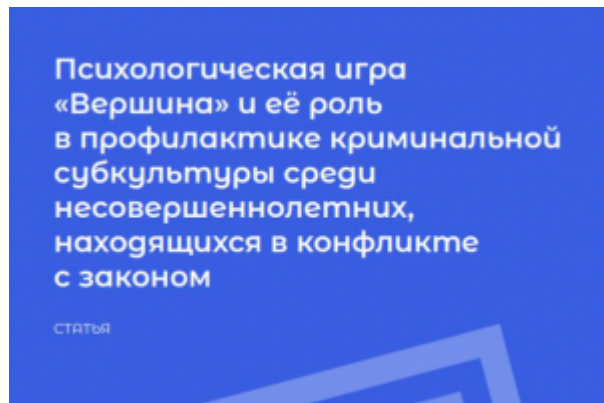 Психологическая игра
«Вершина» и её роль
в профилактике криминальной
субкультуры среди
несовершеннолетних,
находящихся в конфликте
с законом
СТАТЬЯ